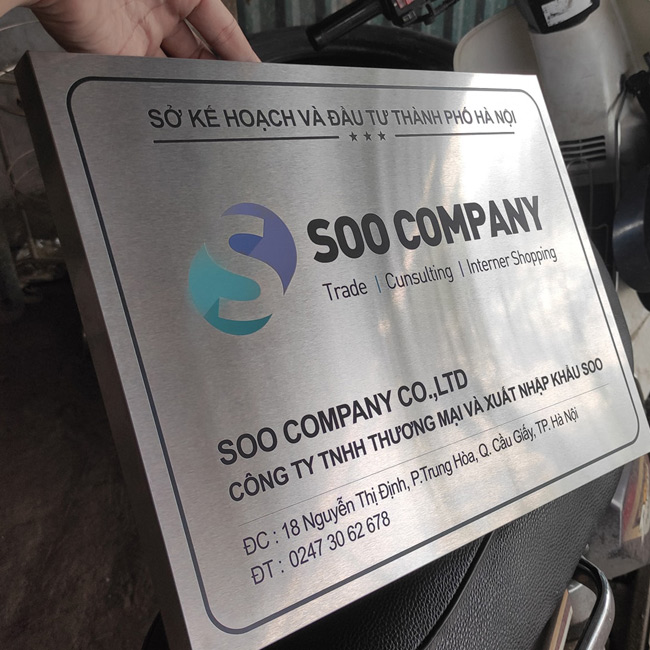 SỞ KẾ HOẠCH VÀ ĐẦU TƯ THÀNH PHỐ HÀ NỘI
S SOO COMPANY
Trade | Cunsulting | Interner Shopping
SOO COMPANY CO.,LTD
CÔNG TY TNHH THƯƠNG MẠI VÀ XUẤT NHẬP KHẨU SOO
ĐC : 18 Nguyễn Thị Định, P.Trung Hòa, Q. Cầu Giấy, TP. Hà Nội
ĐT : 0247 30 62 678